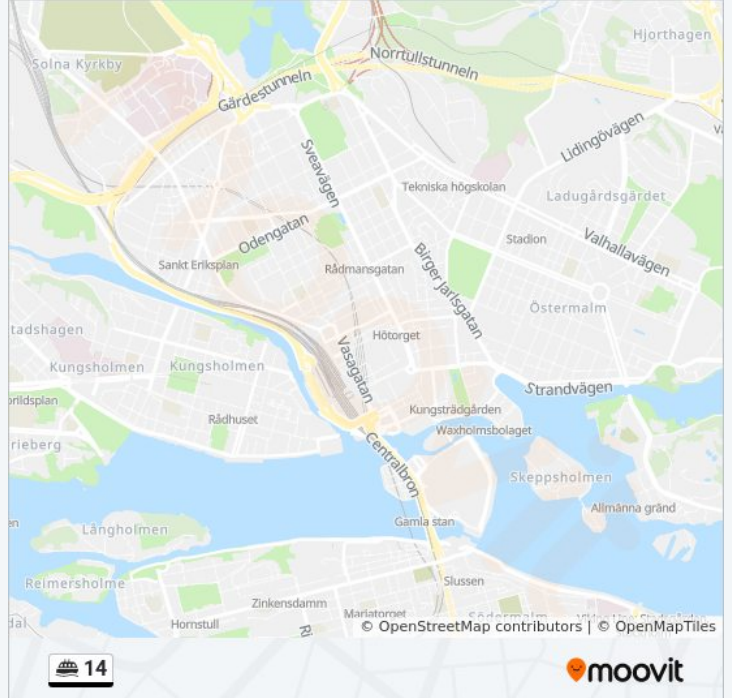 Hjorthagen
Norrtullstunneln
Solna Kyrkby
Gärdestunneln
Lidingövägen
Sveavägen
Tekniska högskolan
Ladugårdsgärdet
Odengatan
Stadion
Valhallavägen
Birger Jarlsgatan
Sankt Eriksplan
Rådmansgatan
Östermalm
tadshagen
Hötorget
Vasagatan
Kungsholmen
Kungsholmen
Strandvägen
Kungsträdgården
Rådhuset
Waxholmsbolaget
Centralbron
Skeppsholmen
Allmänna gränd
Gamla stan
Långholmen
Reimersholme
Slussen
Zinkensdamm
Mariatorget
Södermalm
Hornstull
© OpenStreetMap contributors | © OpenMapTiles
14
moovit